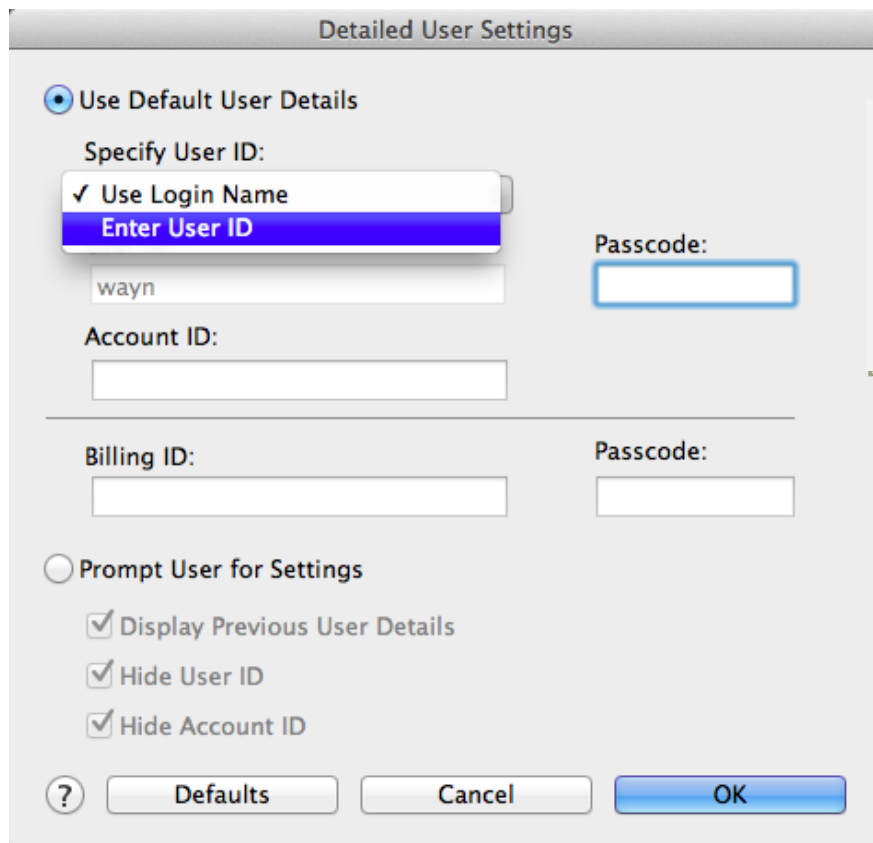 Detailed User Settings
Use Default User Details
Specify User ID:
✓ Use Login Name
Enter User ID
Passcode:
wayn
Account ID:
Billing ID:
Passcode:
Prompt User for Settings
Display Previous User Details
Hide User ID
Hide Account ID
? Defaults Cancel OK